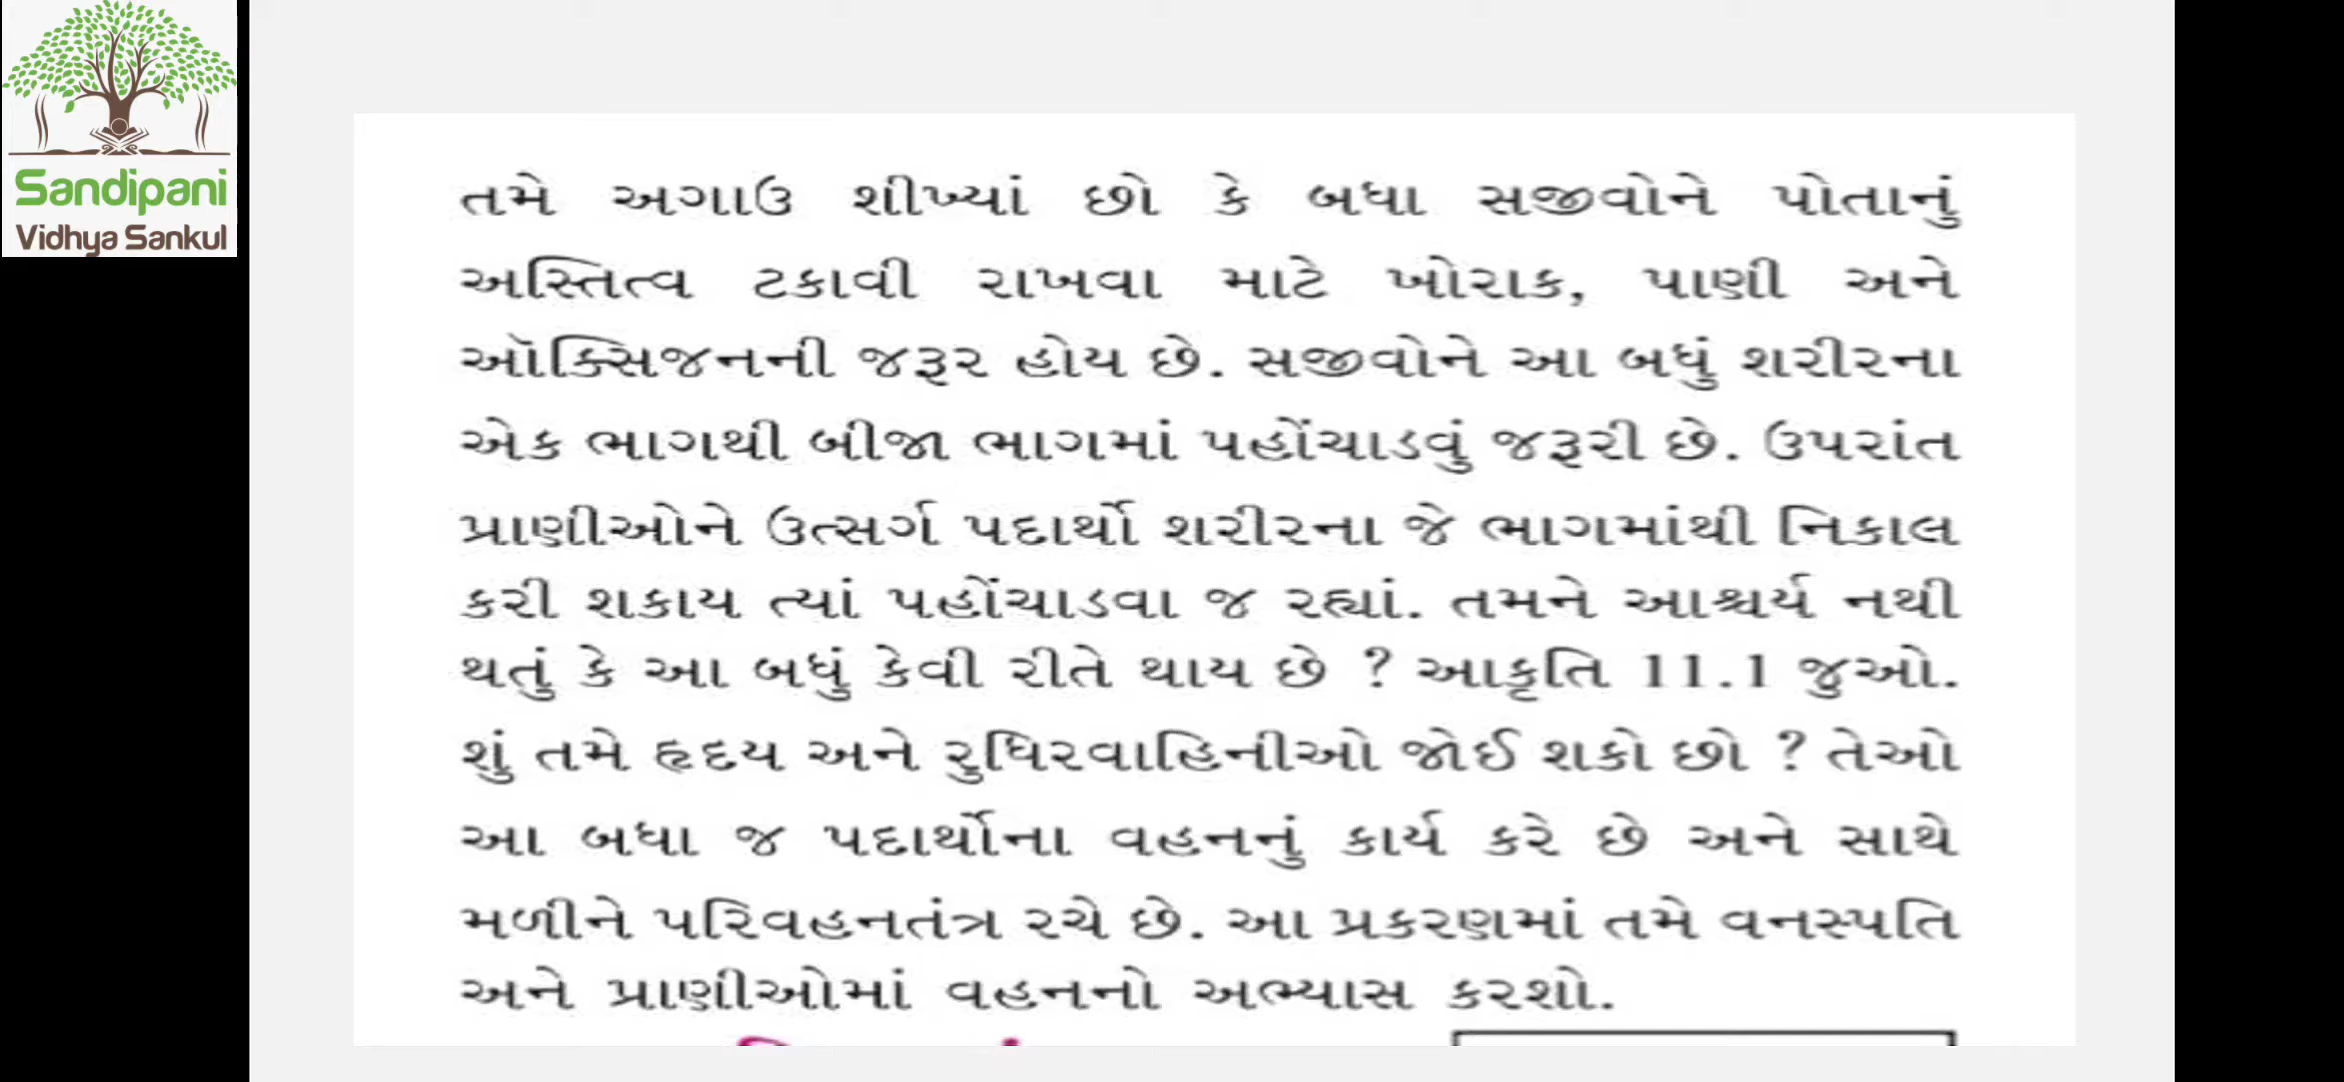 Sandipani
Vidhya Sankul
તમે અગાઉ શીખ્યાં છો કે બધા સજીવોને પોતાનું
અસ્તિત્વ ટકાવી રાખવા માટે ખોરાક, પાણી અને
ઑક્સિજનની જરૂર હોય છે. સજીવોને આ બધું શરીરના
એક ભાગથી બીજા ભાગમાં પહોંચાડવું જરૂરી છે. ઉપરાંત
પ્રાણીઓને ઉત્સર્ગ પદાર્થો શરીરના જે ભાગમાંથી નિકાલ
કરી શકાય ત્યાં પહોંચાડવા જ રહ્યાં. તમને આશ્ચર્ય નથી
થતું કે આ બધું કેવી રીતે થાય છે ? આકૃતિ 11.1 જુઓ.
શું તમે હૃદય અને રુધિરવાહિનીઓ જોઈ શકો છો ? તેઓ
આ બધા જ પદાર્થોના વહનનું કાર્ય કરે છે અને સાથે
મળીને પરિવહનતંત્ર રચે છે. આ પ્રકરણમાં તમે વનસ્પતિ
અને પ્રાણીઓમાં વહનનો અભ્યાસ કરશો.